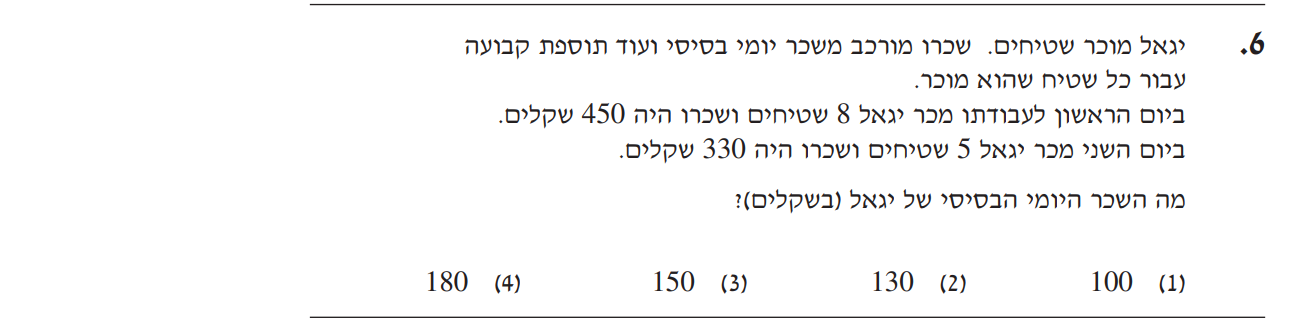 6. יגאל מוכר שטיחים. שכרו מורכב משכר יומי בסיסי ועוד תוספת קבועה
עבור כל שטיח שהוא מוכר.
ביום הראשון לעבודתו מכר יגאל 8 שטיחים ושכרו היה 450 שקלים.
ביום השני מכר יגאל 5 שטיחים ושכרו היה 330 שקלים.
מה השכר היומי הבסיסי של יגאל (בשקלים)?
(1) 100 (2) 130 (3) 150 (4) 180